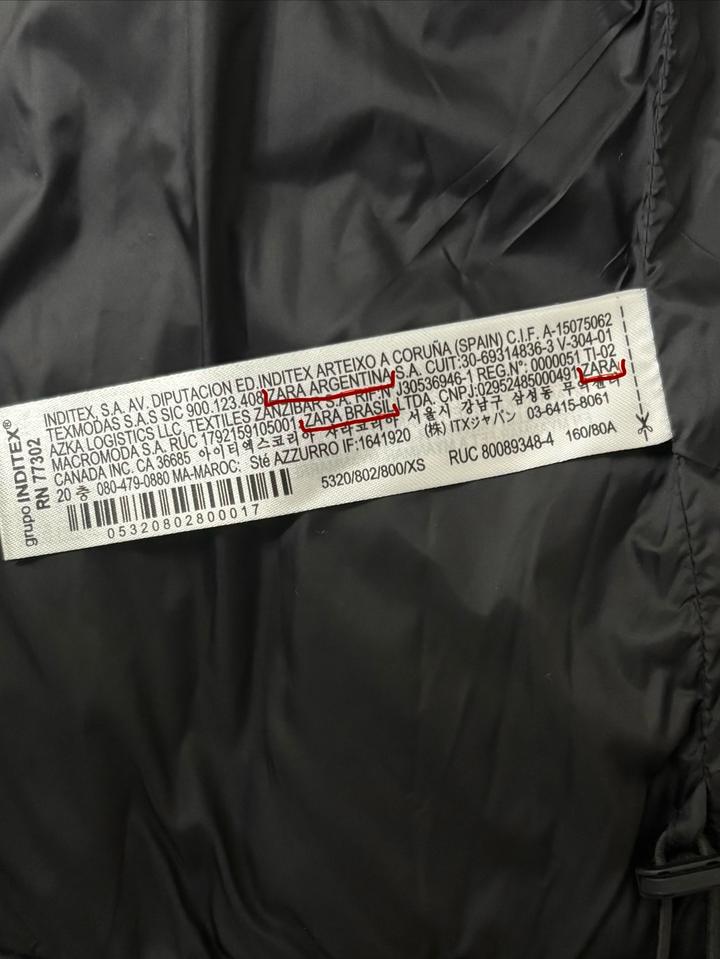 grupo INDITEX®
RN 77302
INDITEX, S.A. AV. DIPUTACION ED.INDITEX ARTEIXO A CORUÑA (SPAIN) C.I.F. A-15075062
TEXMODAS S.A.S SIC 900.123.408 ZARA ARGENTINA S.A. CUIT:30-69314836-3 V-304-01
AZKA LOGISTICS LLC. TEXTILES ZANZIBAR S.A. RIF:N 30536946-1 REG.N°: 0000051 TI-02
MACROMODA S.A. RUC 1792159105001 ZARA BRASIL LTDA. CNPJ:02952485000491 ZARA
CANADA INC. CA 36685 아이티엑스코리아 서울시 강남구 삼성동
20 층 080-479-0880 MA-MAROC: Sté AZZURRO IF:1641920 (株) ITXジャパン 03-6415-8061
5320/802/800/XS RUC 80089348-4 160/80A
05320802800017